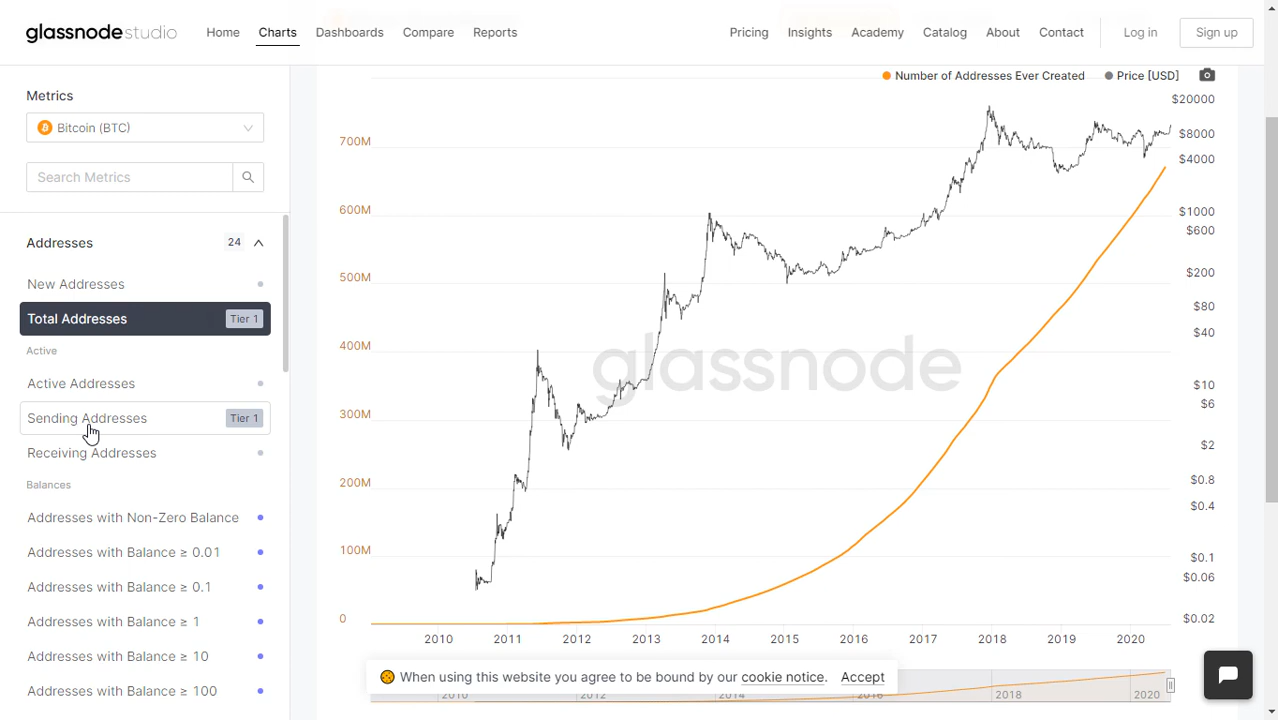 glassnode studio
Home Charts Dashboards Compare Reports
Pricing Insights Academy Catalog About Contact
Log in Sign up
Metrics
Bitcoin (BTC)
Search Metrics
Addresses 24
New Addresses
Total Addresses Tier 1
Active
Active Addresses
Sending Addresses Tier 1
Receiving Addresses
Balances
Addresses with Non-Zero Balance
Addresses with Balance ≥ 0.01
Addresses with Balance ≥ 0.1
Addresses with Balance ≥ 1
Addresses with Balance ≥ 10
Addresses with Balance ≥ 100
Number of Addresses Ever Created Price [USD]
700M
600M
500M
400M
300M
200M
100M
0
glassnode
$20000
$8000
$4000
$1000
$600
$200
$80
$40
$10
$6
$2
$0.8
$0.4
$0.1
$0.06
$0.02
2010 2011 2012 2013 2014 2015 2016 2017 2018 2019 2020
When using this website you agree to be bound by our cookie notice. Accept
2010 2012 2014 2016 2018 2020